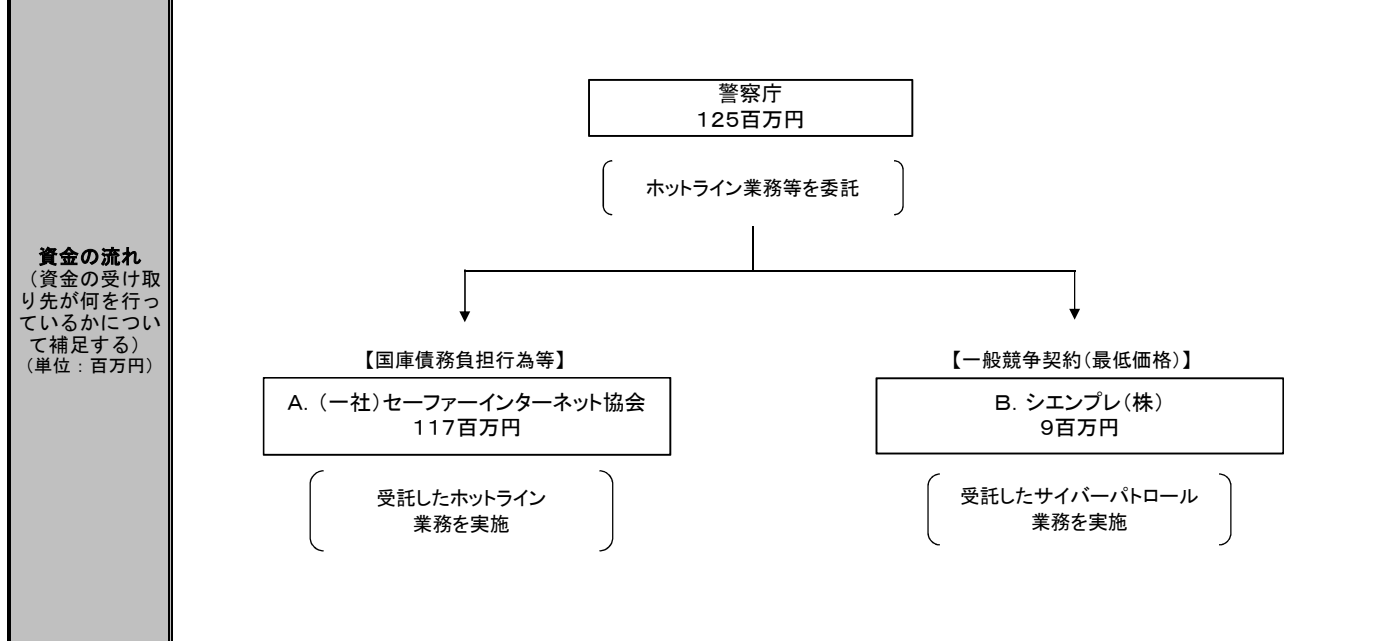 資金の流れ
（資金の受け取
り先が何を行っ
ているかについ
て補足する）
（単位：百万円）
警察庁
１２５百万円
ホットライン業務等を委託
【国庫債務負担行為等】
Ａ．（一社）セーファーインターネット協会
１１７百万円
受託したホットライン
業務を実施
【一般競争契約（最低価格）】
Ｂ．シエンプレ（株）
９百万円
受託したサイバーパトロール
業務を実施